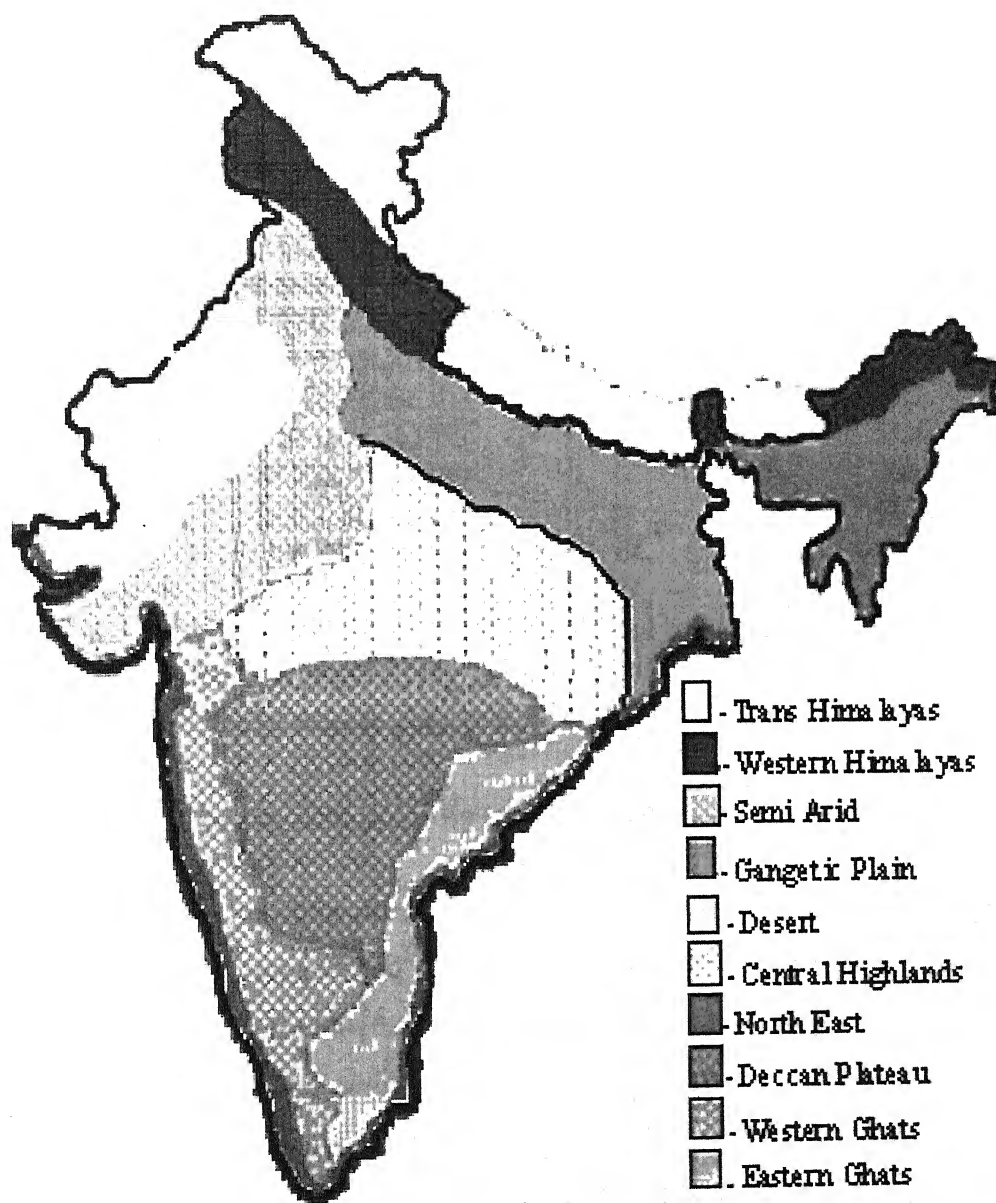 - Trans Himalayas
- Western Himalayas
- Semi Arid
- Gangetic Plain
- Desert
- Central Highlands
- North East
- Deccan Plateau
- Western Ghats
- Eastern Ghats